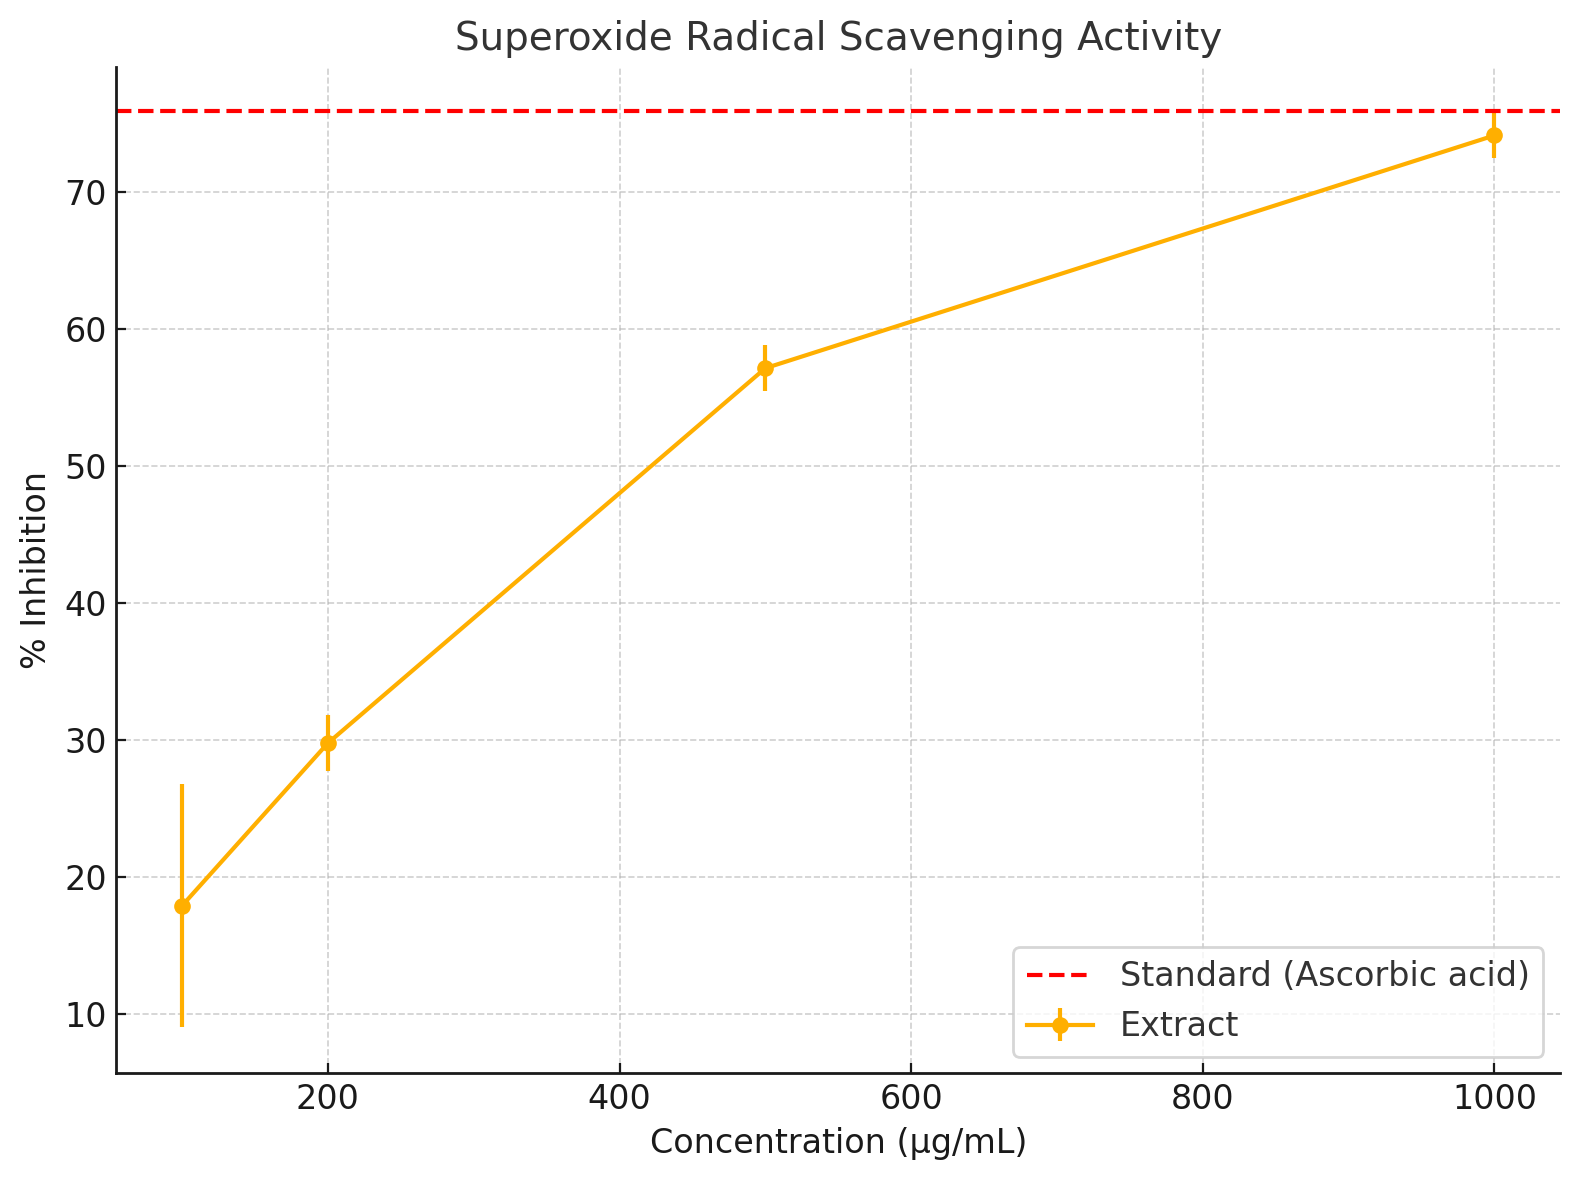 Superoxide Radical Scavenging Activity
% Inhibition
70
60
50
40
30
20
10
200 400 600 800 1000
Concentration (µg/mL)
Standard (Ascorbic acid)
Extract